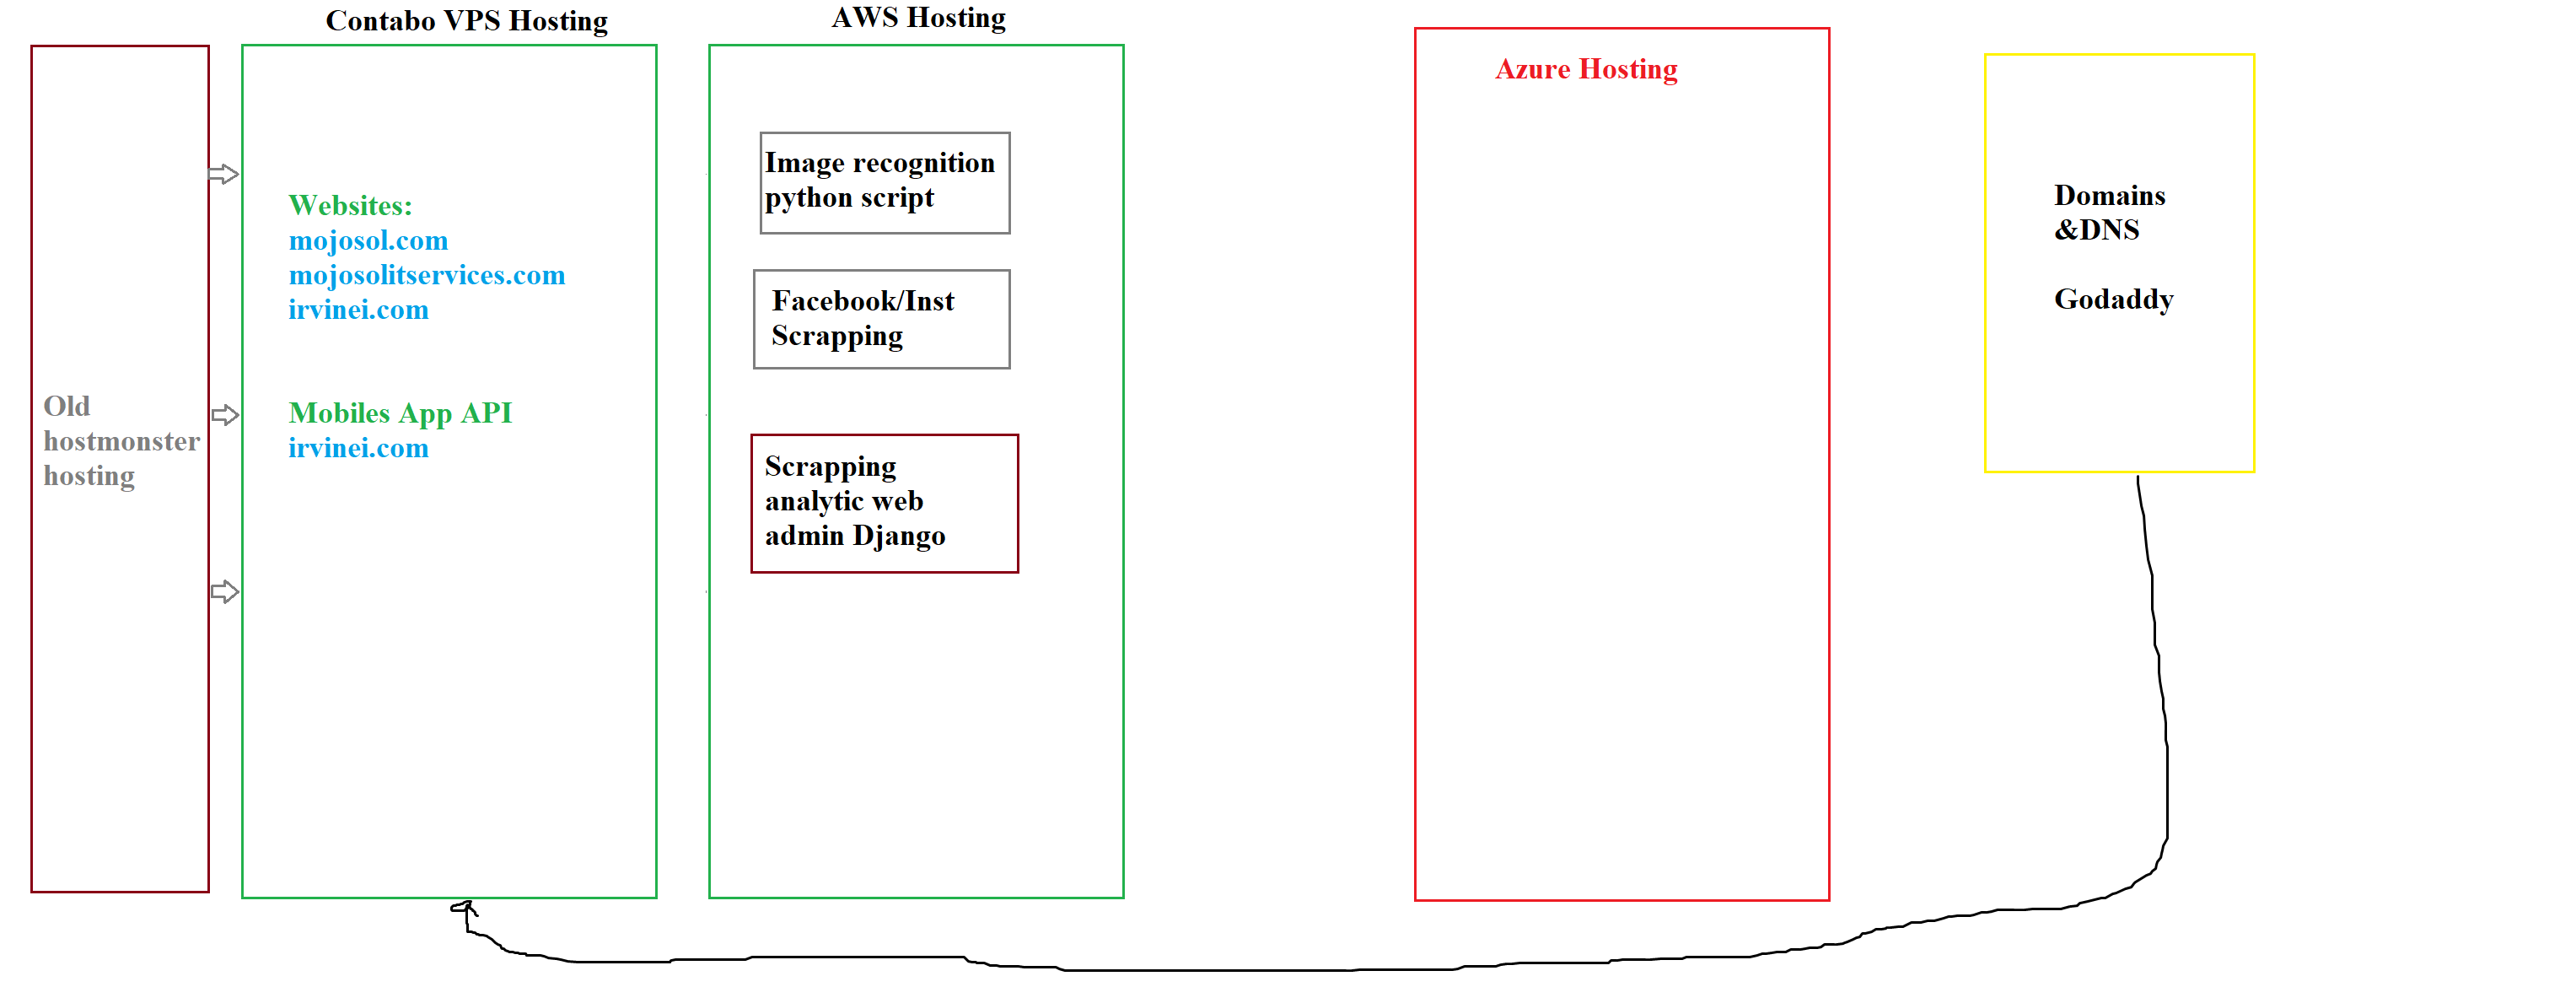 Contabo VPS Hosting
AWS Hosting
Old
hostmonster
hosting
Websites:
mojosol.com
mojosolitservices.com
irvinei.com
Mobiles App API
irvinei.com
Image recognition
python script
Facebook/Inst
Scrapping
Scrapping
analytic web
admin Django
Azure Hosting
Domains
&DNS
Godaddy